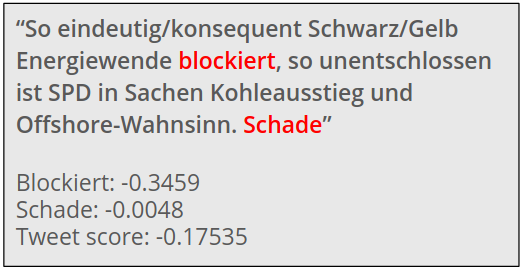 “So eindeutig/konsequent Schwarz/Gelb
Energiewende blockiert, so unentschlossen
ist SPD in Sachen Kohleausstieg und
Offshore-Wahnsinn. Schade”
Blockiert: -0.3459
Schade: -0.0048
Tweet score: -0.17535